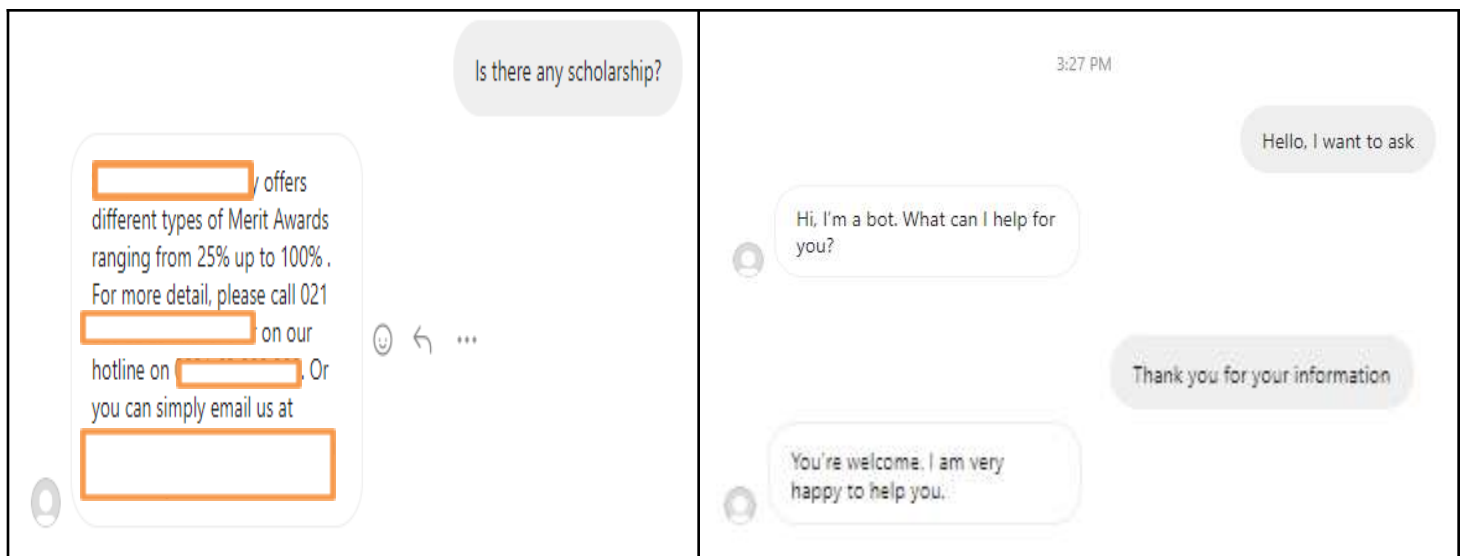 Is there any scholarship?
offers
different types of Merit Awards
ranging from 25% up to 100% .
For more detail, please call 021
on our
hotline on
. Or
you can simply email us at
3:27 PM
Hello, I want to ask
Hi, I'm a bot. What can I help for
you?
Thank you for your information
You're welcome. I am very
happy to help you.